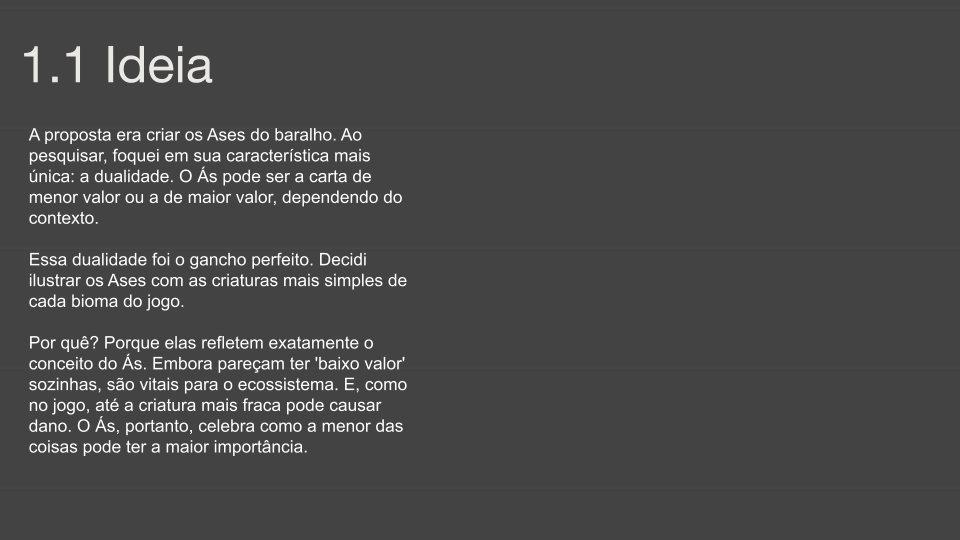 1.1 Ideia
A proposta era criar os Ases do baralho. Ao
pesquisar, foquei em sua característica mais
única: a dualidade. O Ás pode ser a carta de
menor valor ou a de maior valor, dependendo do
contexto.
Essa dualidade foi o gancho perfeito. Decidi
ilustrar os Ases com as criaturas mais simples de
cada bioma do jogo.
Por quê? Porque elas refletem exatamente o
conceito do Ás. Embora pareçam ter 'baixo valor'
sozinhas, são vitais para o ecossistema. E, como
no jogo, até a criatura mais fraca pode causar
dano. O Ás, portanto, celebra como a menor das
coisas pode ter a maior importância.